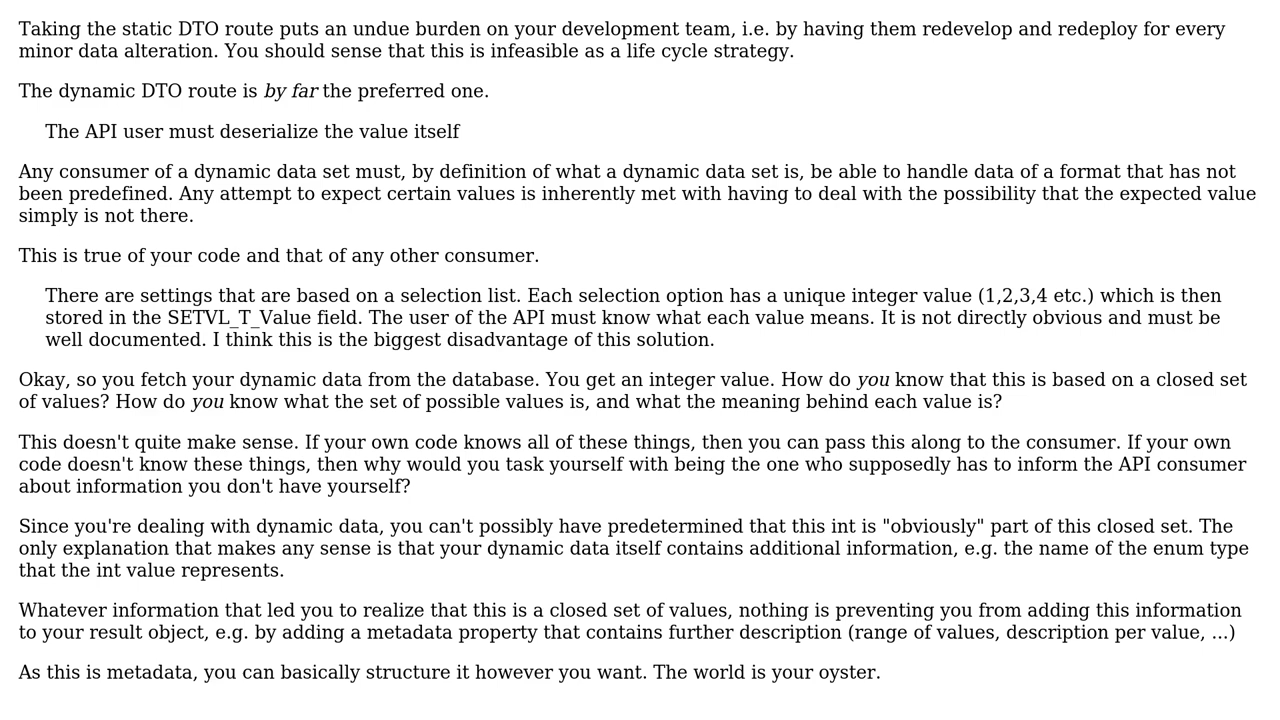 Taking the static DTO route puts an undue burden on your development team, i.e. by having them redevelop and redeploy for every
minor data alteration. You should sense that this is infeasible as a life cycle strategy.
The dynamic DTO route is by far the preferred one.
The API user must deserialize the value itself
Any consumer of a dynamic data set must, by definition of what a dynamic data set is, be able to handle data of a format that has not
been predefined. Any attempt to expect certain values is inherently met with having to deal with the possibility that the expected value
simply is not there.
This is true of your code and that of any other consumer.
There are settings that are based on a selection list. Each selection option has a unique integer value (1,2,3,4 etc.) which is then
stored in the SETVL_T_Value field. The user of the API must know what each value means. It is not directly obvious and must be
well documented. I think this is the biggest disadvantage of this solution.
Okay, so you fetch your dynamic data from the database. You get an integer value. How do you know that this is based on a closed set
of values? How do you know what the set of possible values is, and what the meaning behind each value is?
This doesn't quite make sense. If your own code knows all of these things, then you can pass this along to the consumer. If your own
code doesn't know these things, then why would you task yourself with being the one who supposedly has to inform the API consumer
about information you don't have yourself?
Since you're dealing with dynamic data, you can't possibly have predetermined that this int is "obviously" part of this closed set. The
only explanation that makes any sense is that your dynamic data itself contains additional information, e.g. the name of the enum type
that the int value represents.
Whatever information that led you to realize that this is a closed set of values, nothing is preventing you from adding this information
to your result object, e.g. by adding a metadata property that contains further description (range of values, description per value, ...)
As this is metadata, you can basically structure it however you want. The world is your oyster.